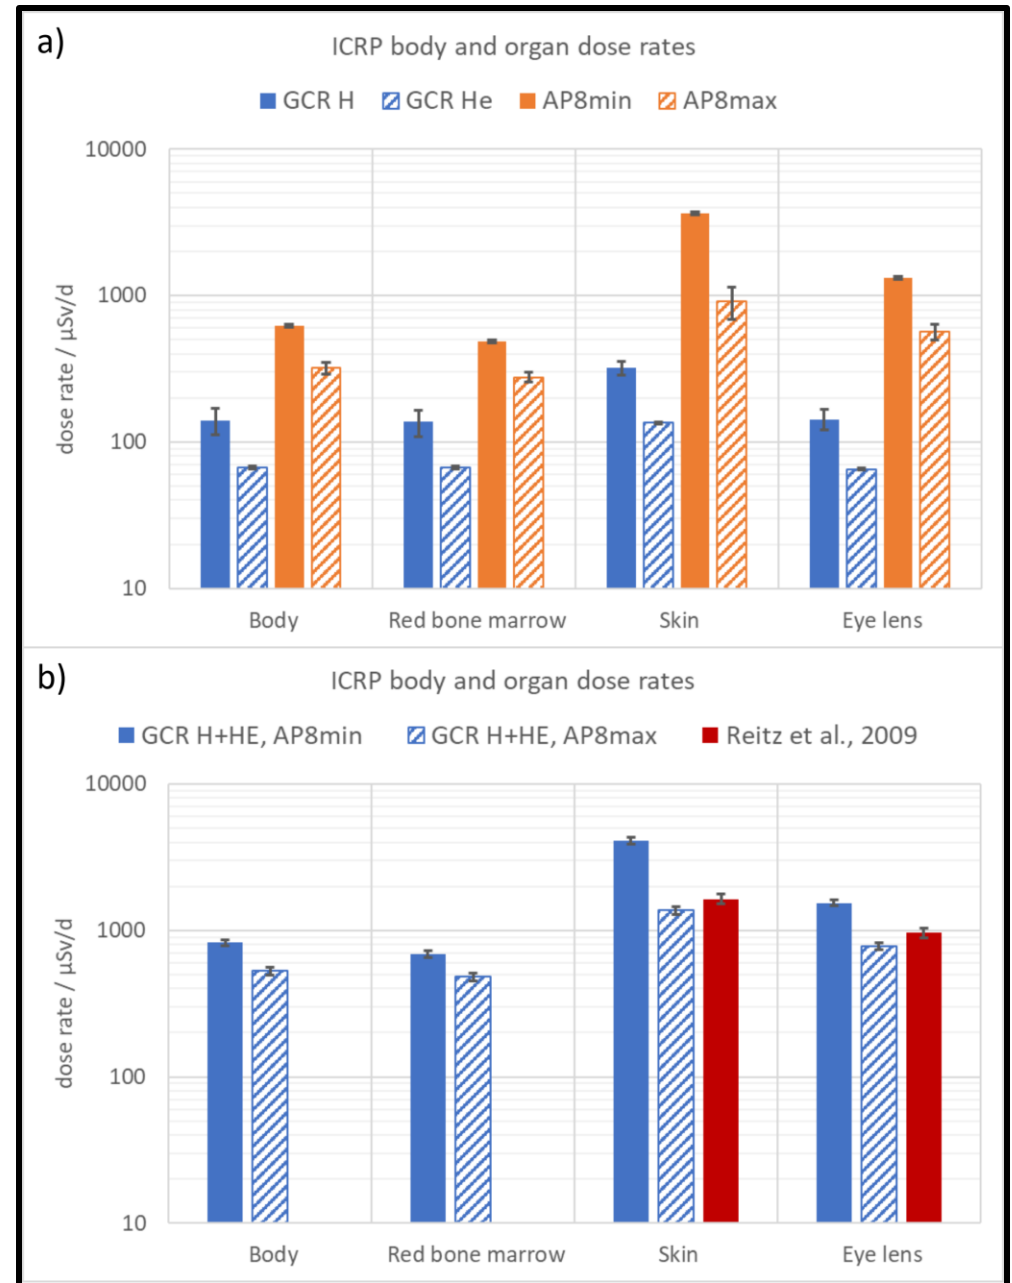 a)
ICRP body and organ dose rates
GCR H GCR He AP8min AP8max
10000
1000
100
10
dose rate / µSv/d
Body Red bone marrow Skin Eye lens
b)
ICRP body and organ dose rates
GCR H+HE, AP8min GCR H+HE, AP8max Reitz et al., 2009
10000
1000
100
10
dose rate / µSv/d
Body Red bone marrow Skin Eye lens